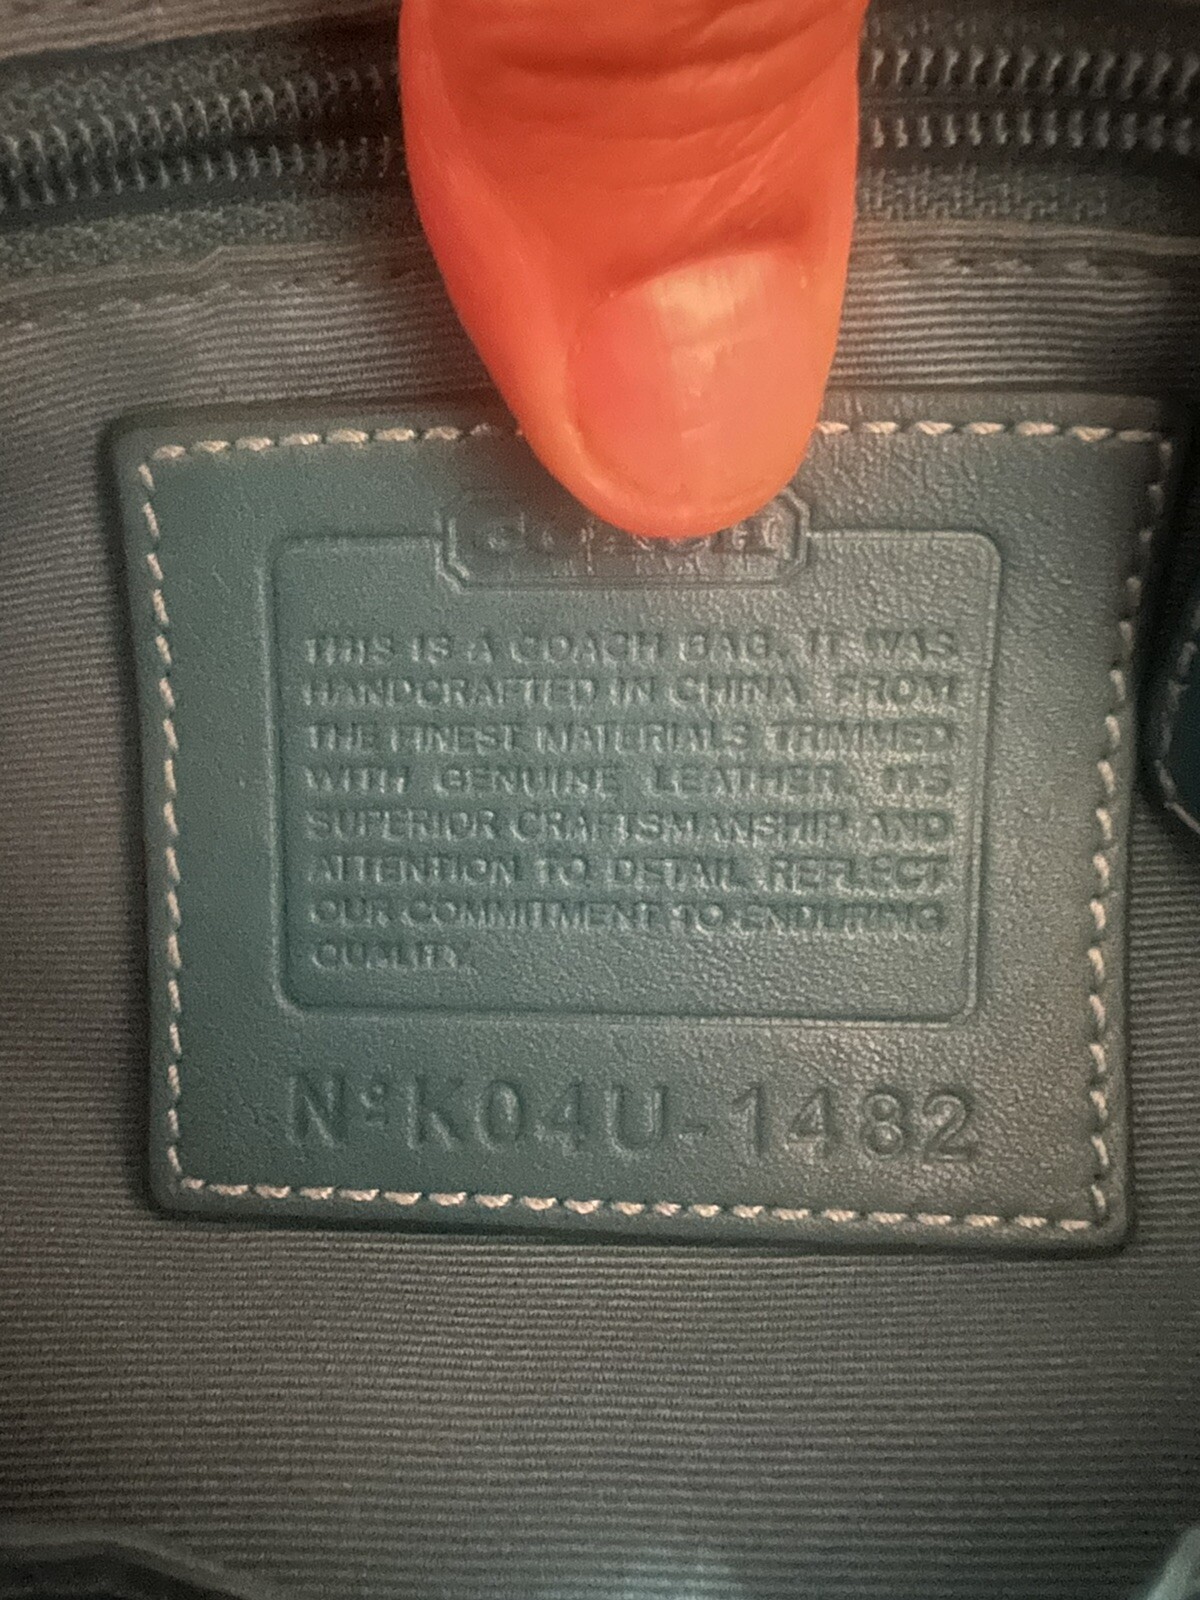 THIS IS A COACH BAG. IT WAS
HANDCRAFTED IN CHINA FROM
THE FINEST MATERIALS TRIMMED
WITH GENUINE LEATHER. ITS
SUPERIOR CRAFTSMANSHIP AND
ATTENTION TO DETAIL REFLECT
OUR COMMITMENT TO ENDURING
QUALITY.
Nº K04U-1482